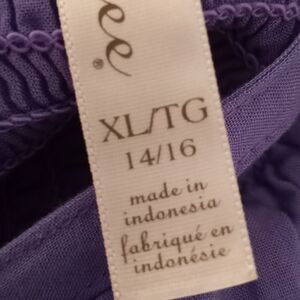 ee
®
XL/TG
14/16
made in
indonesia
fabriqué en
indonésie